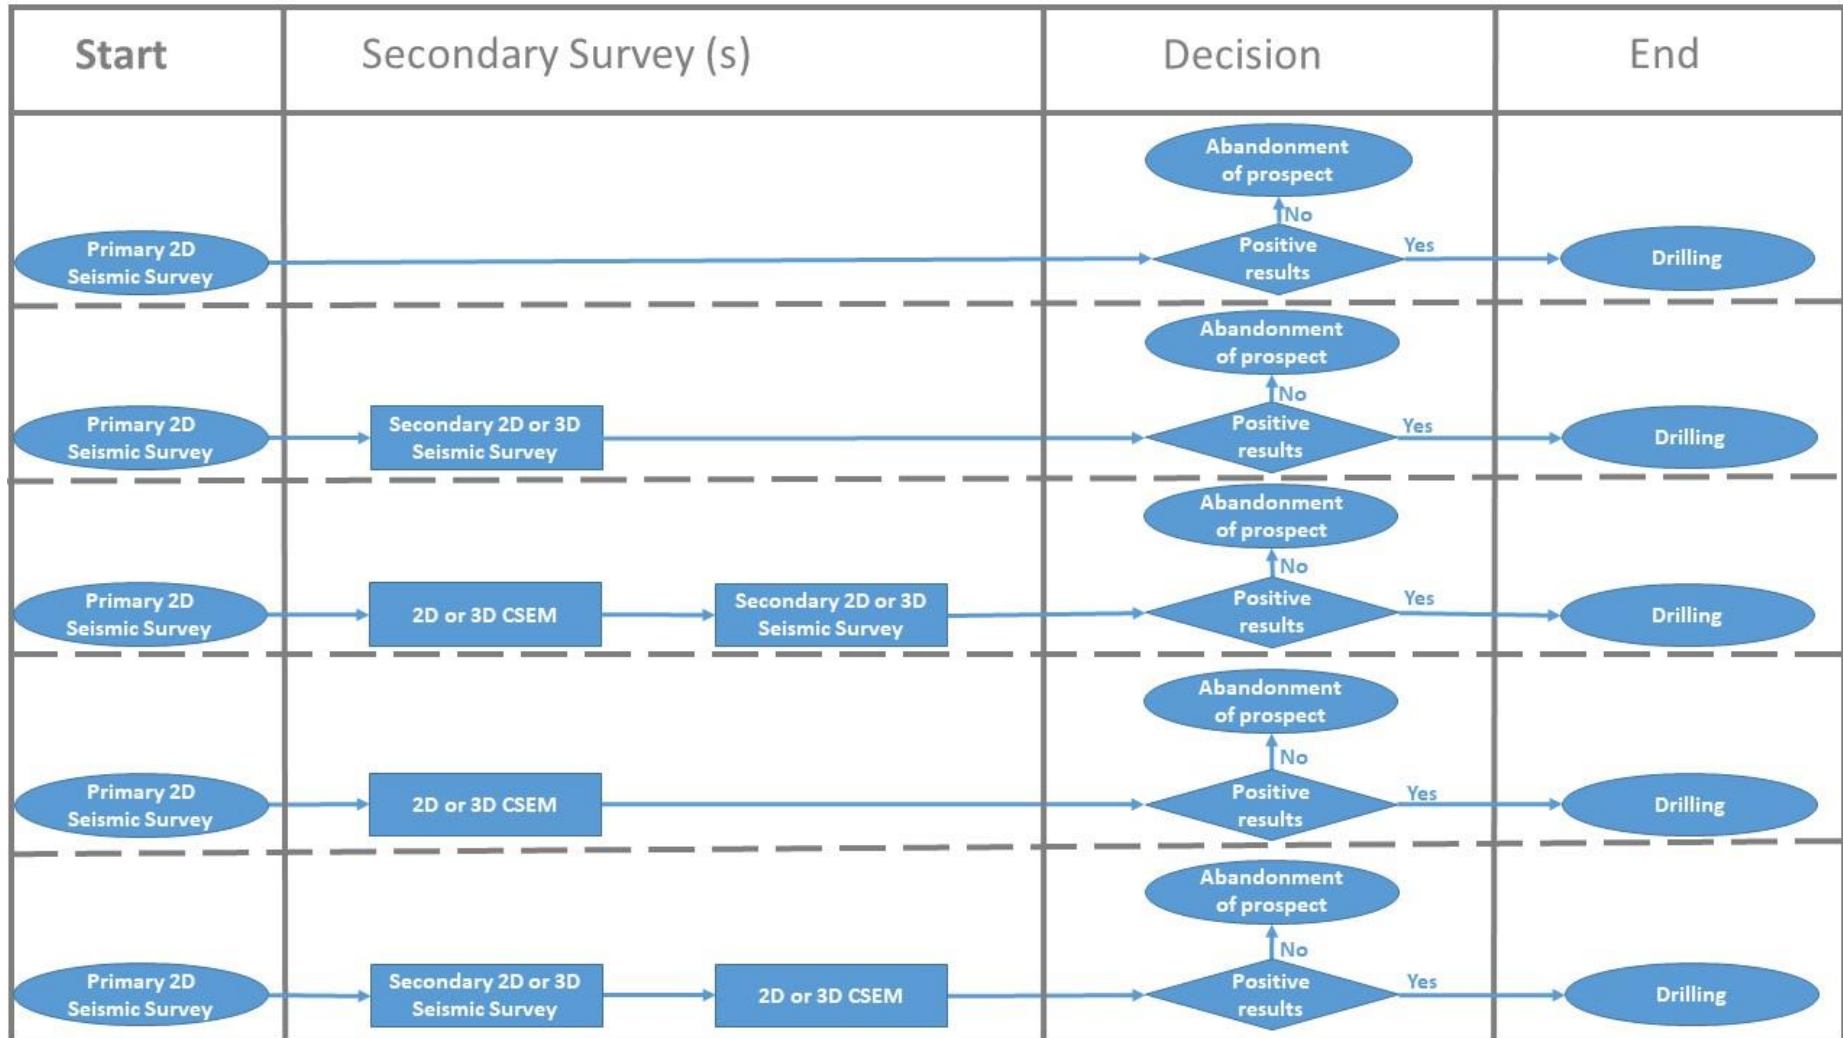 Start
Secondary Survey (s)
Decision
End
Abandonment
of prospect
No
Primary 2D
Seismic Survey
Positive
results
Yes
Drilling
Abandonment
of prospect
No
Primary 2D
Seismic Survey
Secondary 2D or 3D
Seismic Survey
Positive
results
Yes
Drilling
Abandonment
of prospect
No
Primary 2D
Seismic Survey
2D or 3D CSEM
Secondary 2D or 3D
Seismic Survey
Positive
results
Yes
Drilling
Abandonment
of prospect
No
Primary 2D
Seismic Survey
2D or 3D CSEM
Positive
results
Yes
Drilling
Abandonment
of prospect
No
Primary 2D
Seismic Survey
Secondary 2D or 3D
Seismic Survey
2D or 3D CSEM
Positive
results
Yes
Drilling